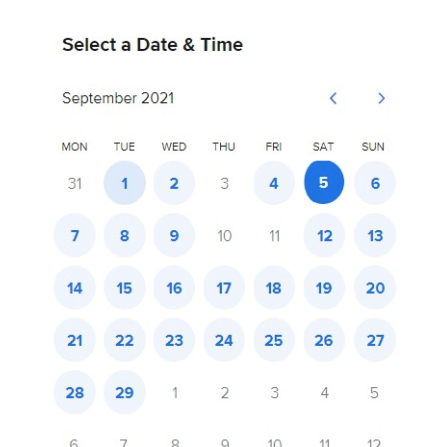 Select a Date & Time
September 2021
MON TUE WED THU FRI SAT SUN
31 1 2 3 4 5 6
7 8 9 10 11 12 13
14 15 16 17 18 19 20
21 22 23 24 25 26 27
28 29 1 2 3 4 5
6 7 8 9 10 11 12